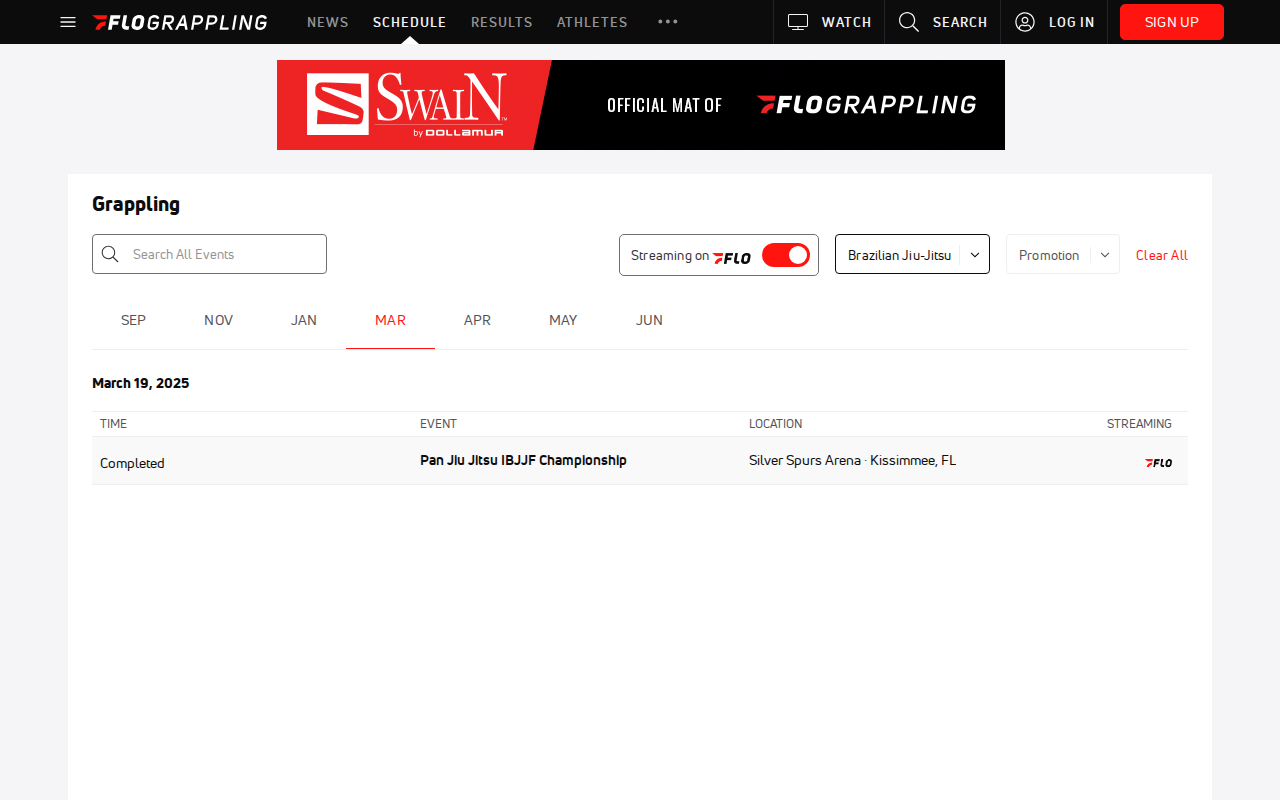 FLOGRAPPLING NEWS SCHEDULE RESULTS ATHLETES ••• WATCH SEARCH LOG IN SIGN UP
SWAIN™ by DOLLAMUR OFFICIAL MAT OF FLOGRAPPLING
Grappling
Search All Events Streaming on FLO Brazilian Jiu-Jitsu Promotion Clear All
SEP NOV JAN MAR APR MAY JUN
March 19, 2025
TIME EVENT LOCATION STREAMING
Completed Pan Jiu Jitsu IBJJF Championship Silver Spurs Arena · Kissimmee, FL FLO